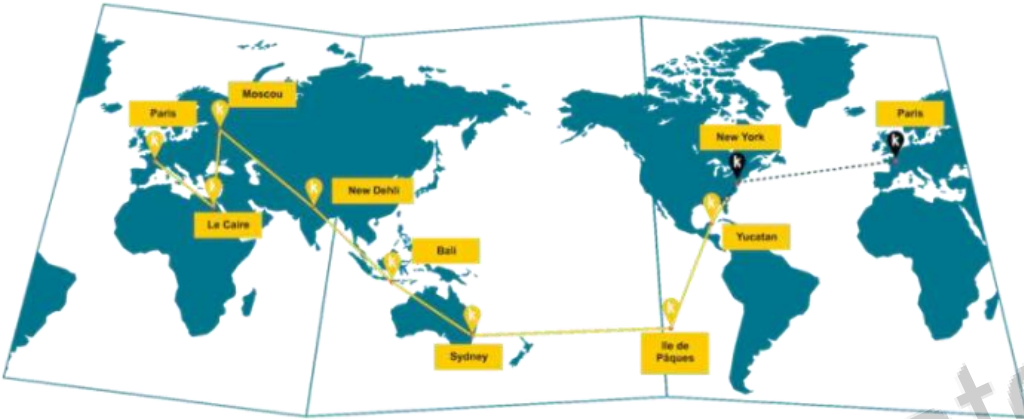 Moscou
Paris
Paris
New York
New Dehli
Le Caire
Yucatan
Bali
Sydney
Ile de
Pâques